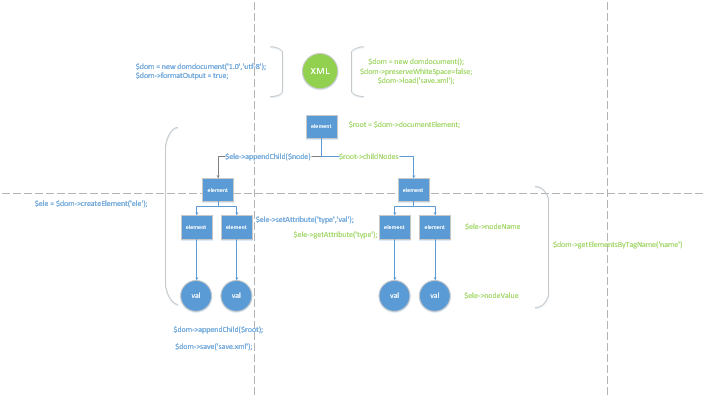 $dom = new domdocument('1.0','utf-8');
$dom->formatOutput = true;
XML
$dom = new domdocument();
$dom->preserveWhiteSpace=false;
$dom->load('save.xml');
element
$root = $dom->documentElement;
$ele->appendChild($node)
$root->childNodes
element
element
$ele = $dom->createElement('ele');
element
element
$ele->setAttribute('type','val');
$ele->getAttribute('type');
element
element
$ele->nodeName
$dom->getElementsByTagName('name')
val
val
val
val
$ele->nodeValue
$dom->appendChild($root);
$dom->save('save.xml');